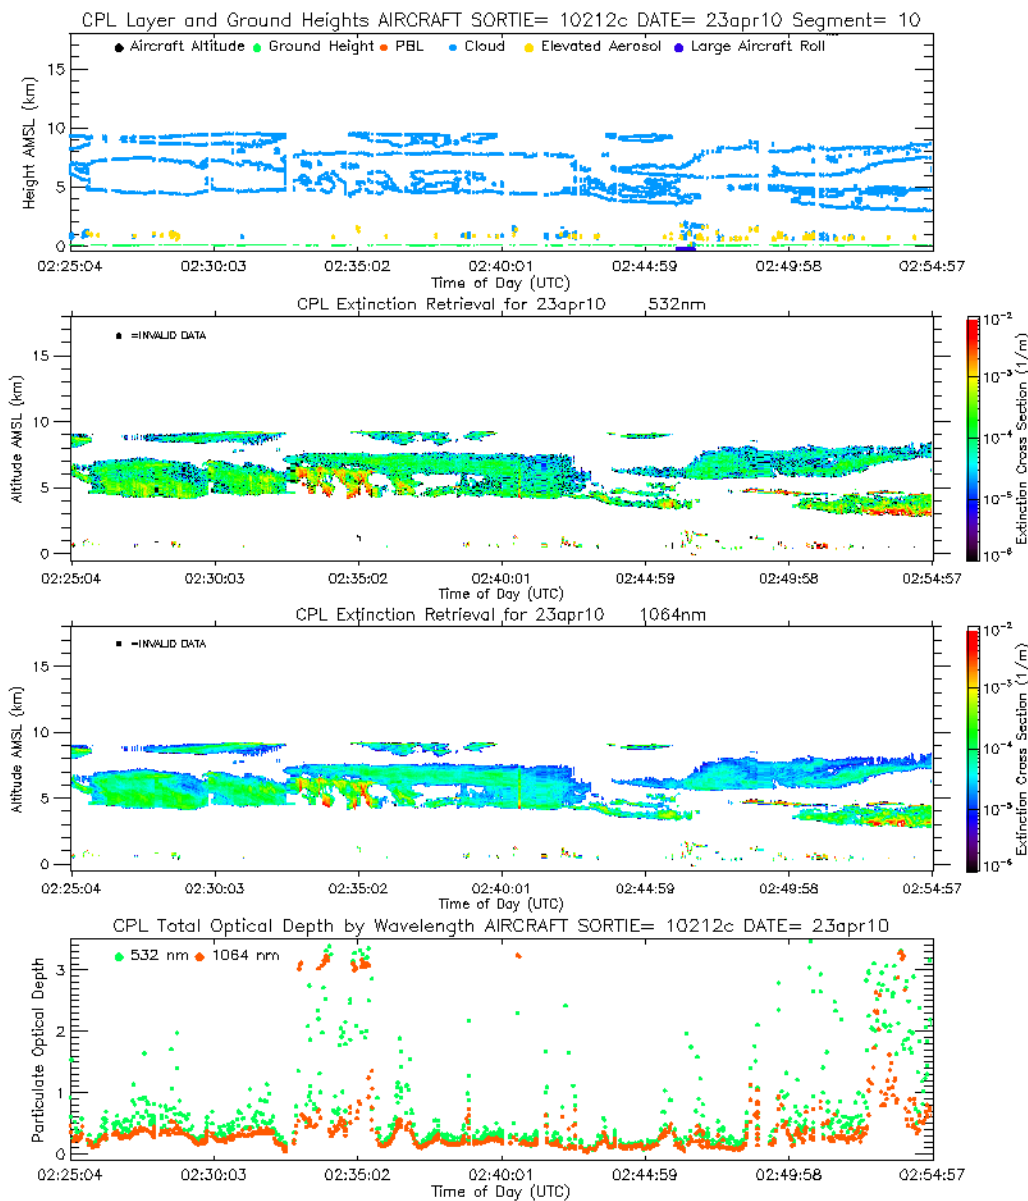 CPL Layer and Ground Heights AIRCRAFT SORTIE= 10212c DATE= 23apr10 Segment= 10
Aircraft Altitude Ground Height PBL Cloud Elevated Aerosol Large Aircraft Roll
Height AMSL (km)
15
10
5
0
02:25:04 02:30:03 02:35:02 02:40:01 02:44:59 02:49:58 02:54:57
Time of Day (UTC)
CPL Extinction Retrieval for 23apr10 532nm
=INVALID DATA
Altitude AMSL (km)
15
10
5
0
02:25:04 02:30:03 02:35:02 02:40:01 02:44:59 02:49:58 02:54:57
Time of Day (UTC)
10-2
10-3
10-4
10-5
10-6
Extinction Cross Section (1/m)
CPL Extinction Retrieval for 23apr10 1064nm
=INVALID DATA
Altitude AMSL (km)
15
10
5
0
02:25:04 02:30:03 02:35:02 02:40:01 02:44:59 02:49:58 02:54:57
Time of Day (UTC)
10-2
10-3
10-4
10-5
10-6
Extinction Cross Section (1/m)
CPL Total Optical Depth by Wavelength AIRCRAFT SORTIE= 10212c DATE= 23apr10
532 nm 1064 nm
Particulate Optical Depth
3
2
1
0
02:25:04 02:30:03 02:35:02 02:40:01 02:44:59 02:49:58 02:54:57
Time of Day (UTC)